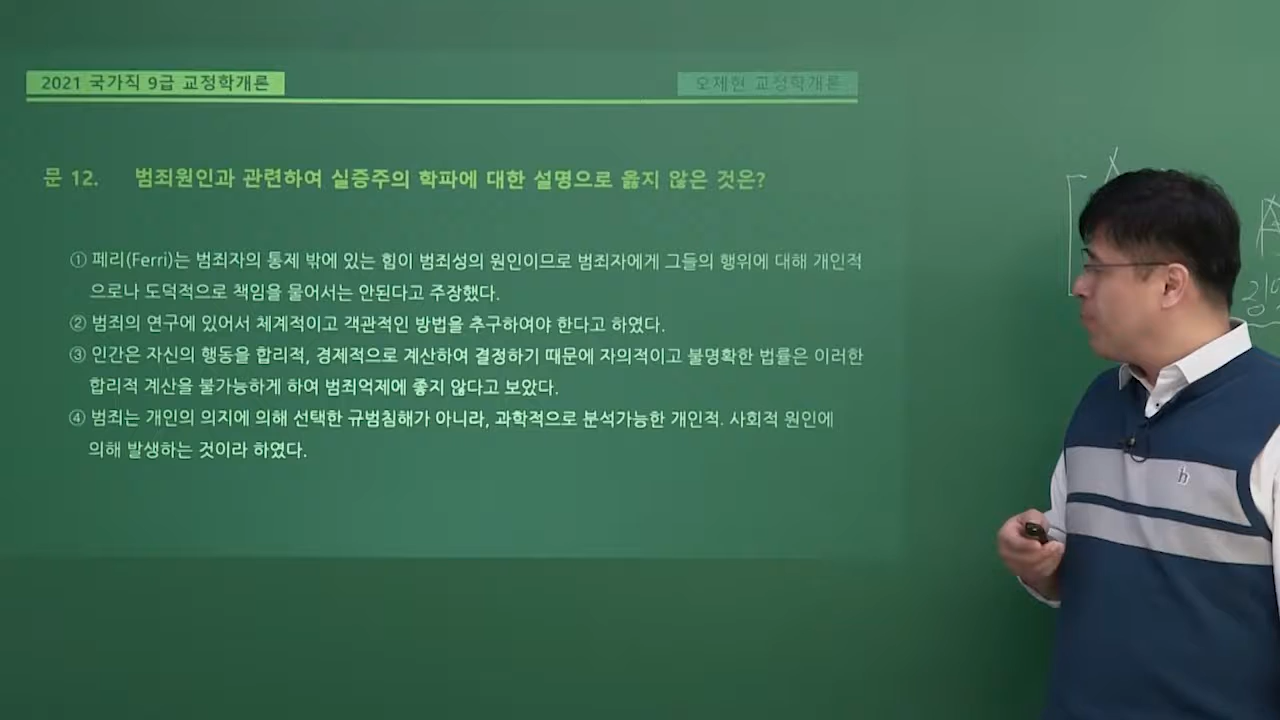 2021 국가직 9급 교정학개론
오제현 교정학개론
문 12. 범죄원인과 관련하여 실증주의 학파에 대한 설명으로 옳지 않은 것은?
① 페리(Ferri)는 범죄자의 통제 밖에 있는 힘이 범죄성의 원인이므로 범죄자에게 그들의 행위에 대해 개인적
으로나 도덕적으로 책임을 물어서는 안된다고 주장했다.
② 범죄의 연구에 있어서 체계적이고 객관적인 방법을 추구하여야 한다고 하였다.
③ 인간은 자신의 행동을 합리적, 경제적으로 계산하여 결정하기 때문에 자의적이고 불명확한 법률은 이러한
합리적 계산을 불가능하게 하여 범죄억제에 좋지 않다고 보았다.
④ 범죄는 개인의 의지에 의해 선택한 규범침해가 아니라, 과학적으로 분석가능한 개인적. 사회적 원인에
의해 발생하는 것이라 하였다.
h